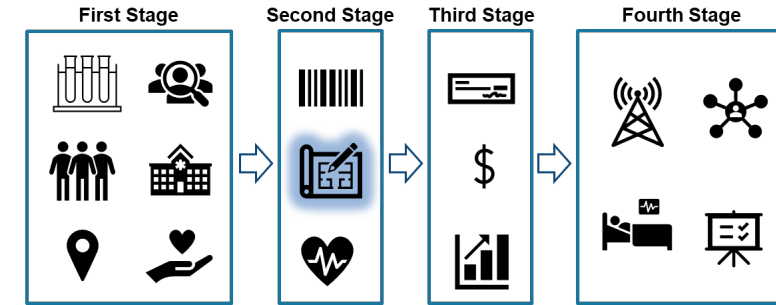 First Stage
Second Stage
Third Stage
Fourth Stage
$